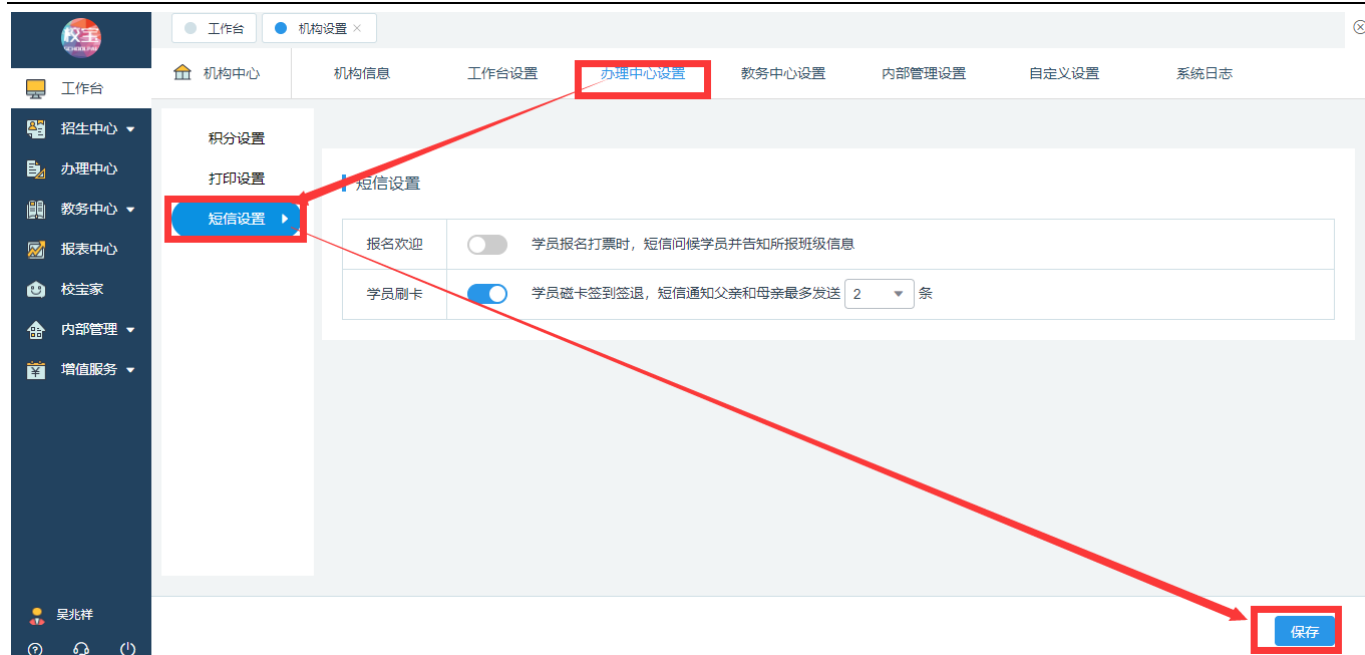 校宝
SCHOOLPAL
工作台
机构设置 ×
机构中心
机构信息
工作台设置
办理中心设置
教务中心设置
内部管理设置
自定义设置
系统日志
工作台
招生中心
办理中心
教务中心
报表中心
校宝家
内部管理
增值服务
吴兆祥
积分设置
打印设置
短信设置
短信设置
报名欢迎 学员报名打票时，短信问候学员并告知所报班级信息
学员刷卡 学员磁卡签到签退，短信通知父亲和母亲最多发送 2 条
保存